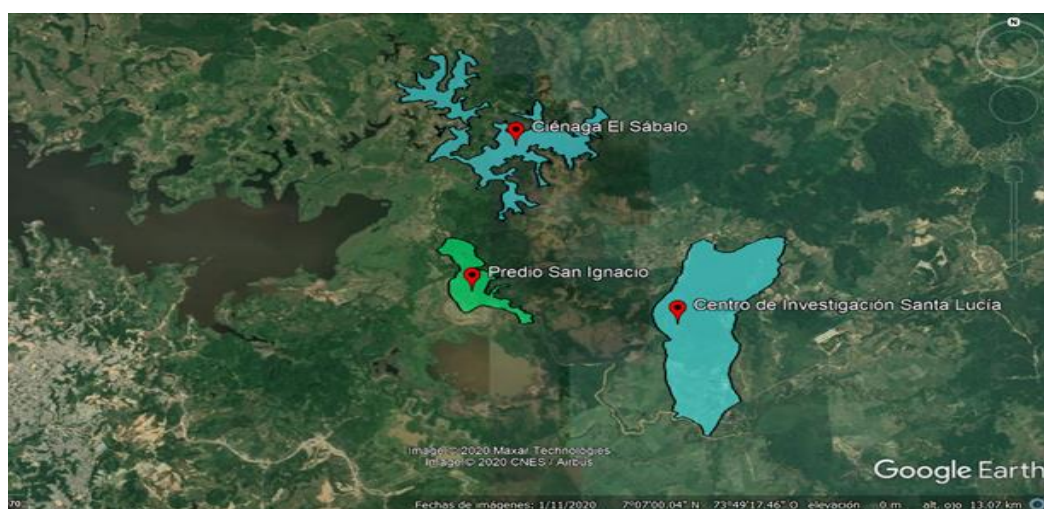 N
Ciénaga El Sábalo
Predio San Ignacio
Centro de Investigación Santa Lucía
Image © 2020 Maxar Technologies
Image © 2020 CNES / Airbus
Google Earth
70
Fechas de imágenes: 1/11/2020 7°07'00.04" N 73°49'17.46" O elevación 0 m alt. ojo 13.07 km